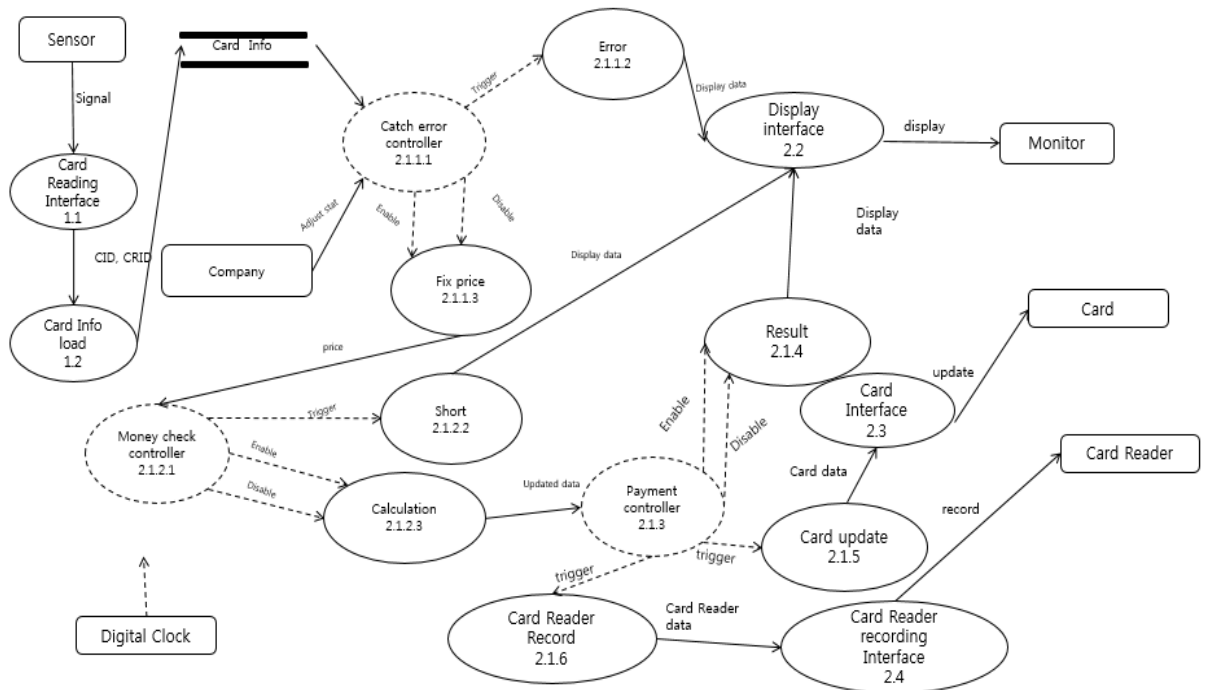 Sensor
Signal
Card
Reading
Interface
1.1
CID, CRID
Card Info
load
1.2
Card Info
Catch error
controller
2.1.1.1
Trigger
Error
2.1.1.2
Display data
Display
interface
2.2
display
Monitor
Company
Adjust stat
Enable
Disable
Fix price
2.1.1.3
Display data
Display
data
price
Money check
controller
2.1.2.1
Trigger
Short
2.1.2.2
Enable
Disable
Calculation
2.1.2.3
Updated data
Payment
controller
2.1.3
Enable
Disable
Result
2.1.4
Card
Interface
2.3
update
Card
Card data
trigger
Card update
2.1.5
trigger
Card Reader
Record
2.1.6
Card Reader
data
Card Reader
recording
Interface
2.4
record
Card Reader
Digital Clock